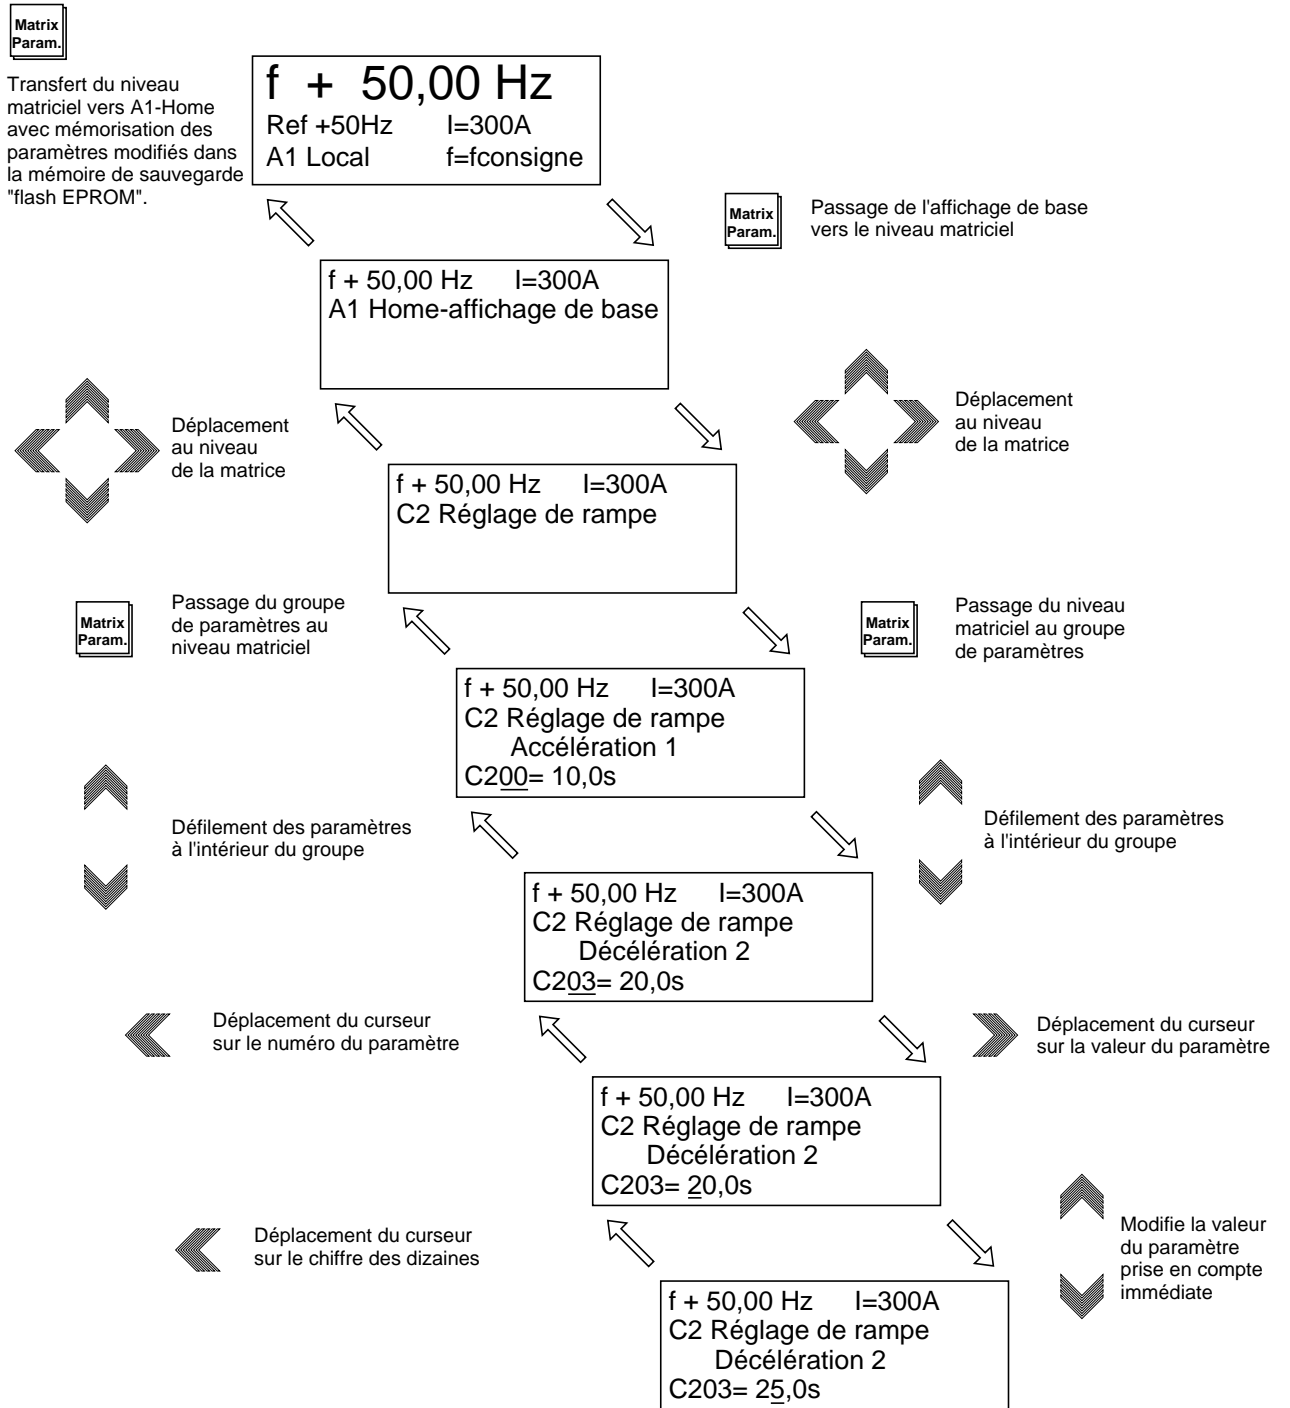 Matrix
Param.
Transfert du niveau
matriciel vers A1-Home
avec mémorisation des
paramètres modifiés dans
la mémoire de sauvegarde
"flash EPROM".
f + 50,00 Hz
Ref +50Hz I=300A
A1 Local f=fconsigne
Matrix
Param.
Passage de l'affichage de base
vers le niveau matriciel
f + 50,00 Hz I=300A
A1 Home-affichage de base
Déplacement
au niveau
de la matrice
Déplacement
au niveau
de la matrice
f + 50,00 Hz I=300A
C2 Réglage de rampe
Matrix
Param.
Passage du groupe
de paramètres au
niveau matriciel
Matrix
Param.
Passage du niveau
matriciel au groupe
de paramètres
f + 50,00 Hz I=300A
C2 Réglage de rampe
Accélération 1
C200= 10,0s
Défilement des paramètres
à l'intérieur du groupe
Défilement des paramètres
à l'intérieur du groupe
f + 50,00 Hz I=300A
C2 Réglage de rampe
Décélération 2
C203= 20,0s
Déplacement du curseur
sur le numéro du paramètre
Déplacement du curseur
sur la valeur du paramètre
f + 50,00 Hz I=300A
C2 Réglage de rampe
Décélération 2
C203= 20,0s
Déplacement du curseur
sur le chiffre des dizaines
Modifie la valeur
du paramètre
prise en compte
immédiate
f + 50,00 Hz I=300A
C2 Réglage de rampe
Décélération 2
C203= 25,0s